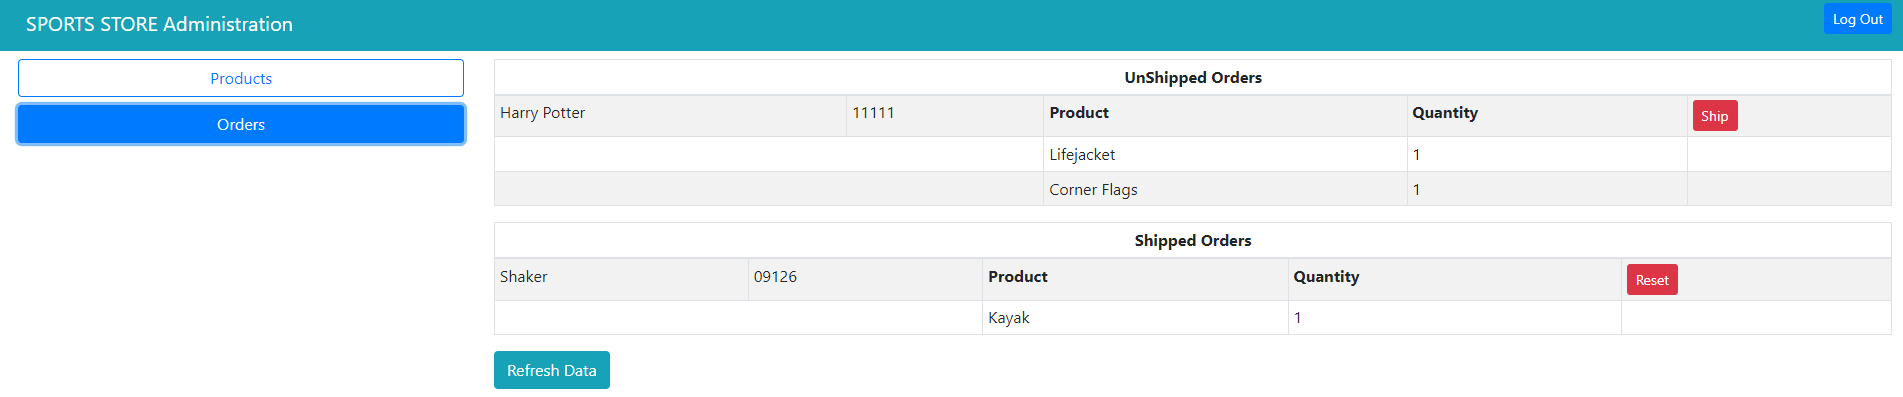 SPORTS STORE Administration
Log Out
Products
Orders
UnShipped Orders
Harry Potter 11111 Product Quantity Ship
Lifejacket 1
Corner Flags 1
Shipped Orders
Shaker 09126 Product Quantity Reset
Kayak 1
Refresh Data